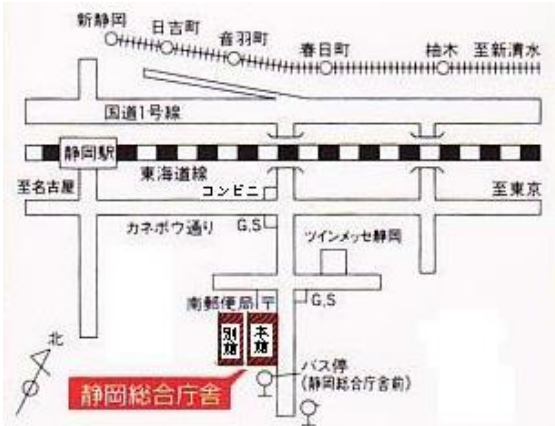 新静岡
日吉町
音羽町
春日町
柚木
至新清水
国道1号線
静岡駅
東海道線
至名古屋
コンビニ
至東京
カネボウ通り
G,S
ツインメッセ静岡
南郵便局
〒
G,S
別館
本館
北
バス停
(静岡総合庁舎前)
静岡総合庁舎